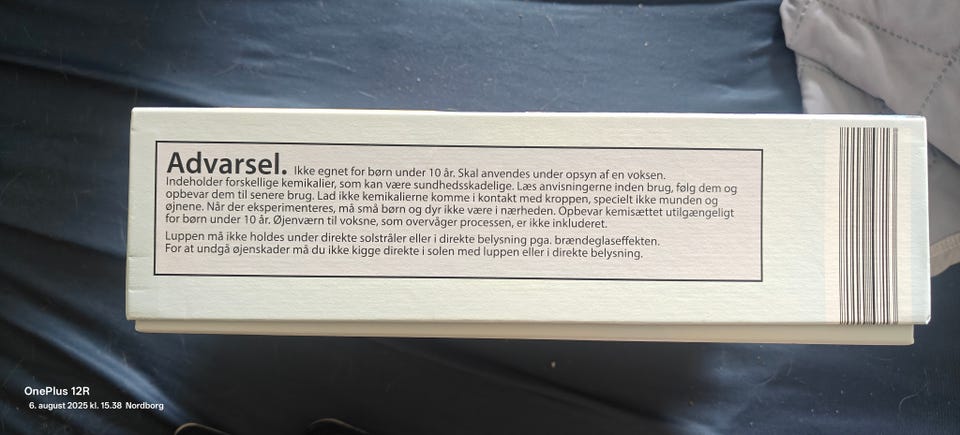 Advarsel. Ikke egnet for børn under 10 år. Skal anvendes under opsyn af en voksen.
Indeholder forskellige kemikalier, som kan være sundhedsskadelige. Læs anvisningerne inden brug, følg dem og
opbevar dem til senere brug. Lad ikke kemikalierne komme i kontakt med kroppen, specielt ikke munden og
øjnene. Når der eksperimenteres, må små børn og dyr ikke være i nærheden. Opbevar kemisættet utilgængeligt
for børn under 10 år. Øjenværn til voksne, som overvåger processen, er ikke inkluderet.
Luppen må ikke holdes under direkte solstråler eller i direkte belysning pga. brændeglaseffekten.
For at undgå øjenskader må du ikke kigge direkte i solen med luppen eller i direkte belysning.
OnePlus 12R
6. august 2025 kl. 15.38 Nordborg